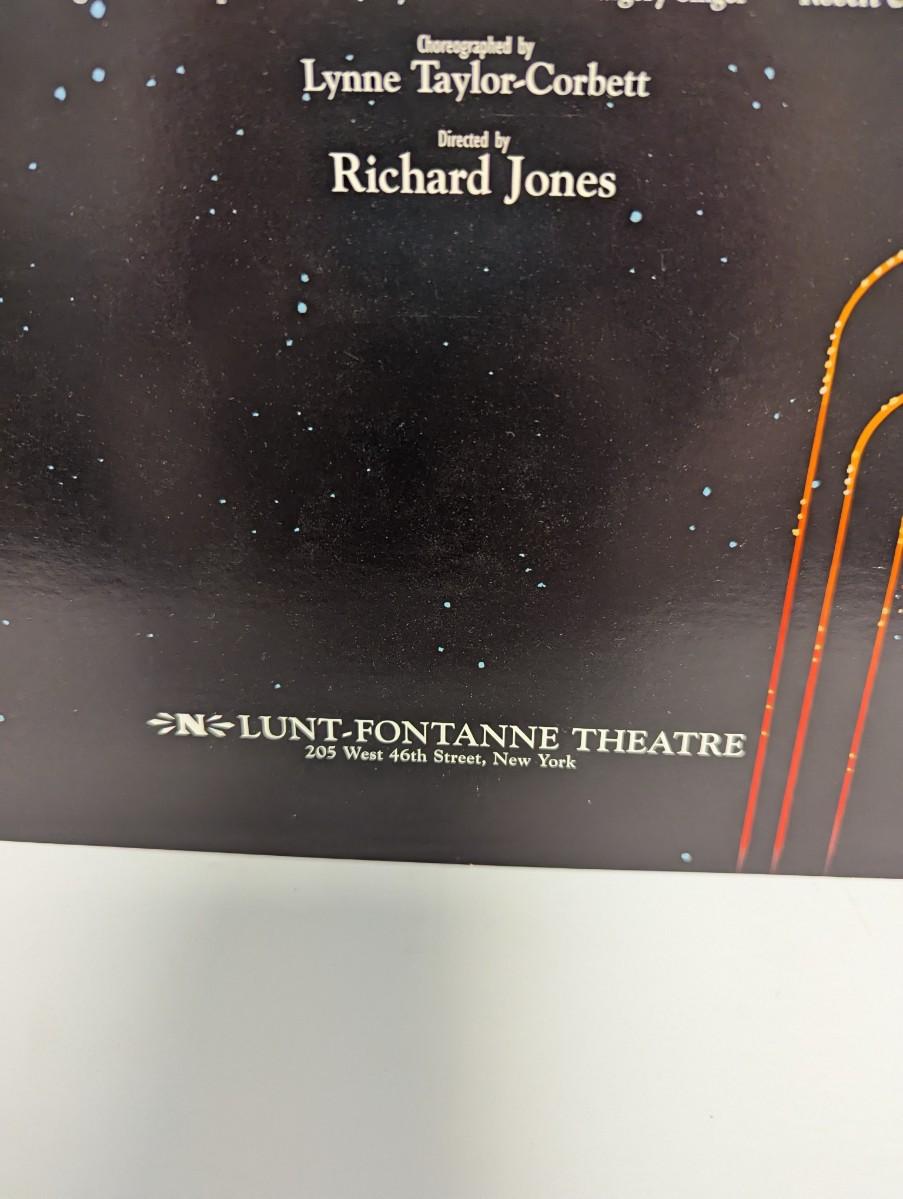 Choreographed by
Lynne Taylor-Corbett
Directed by
Richard Jones
N LUNT-FONTANNE THEATRE
205 West 46th Street, New York